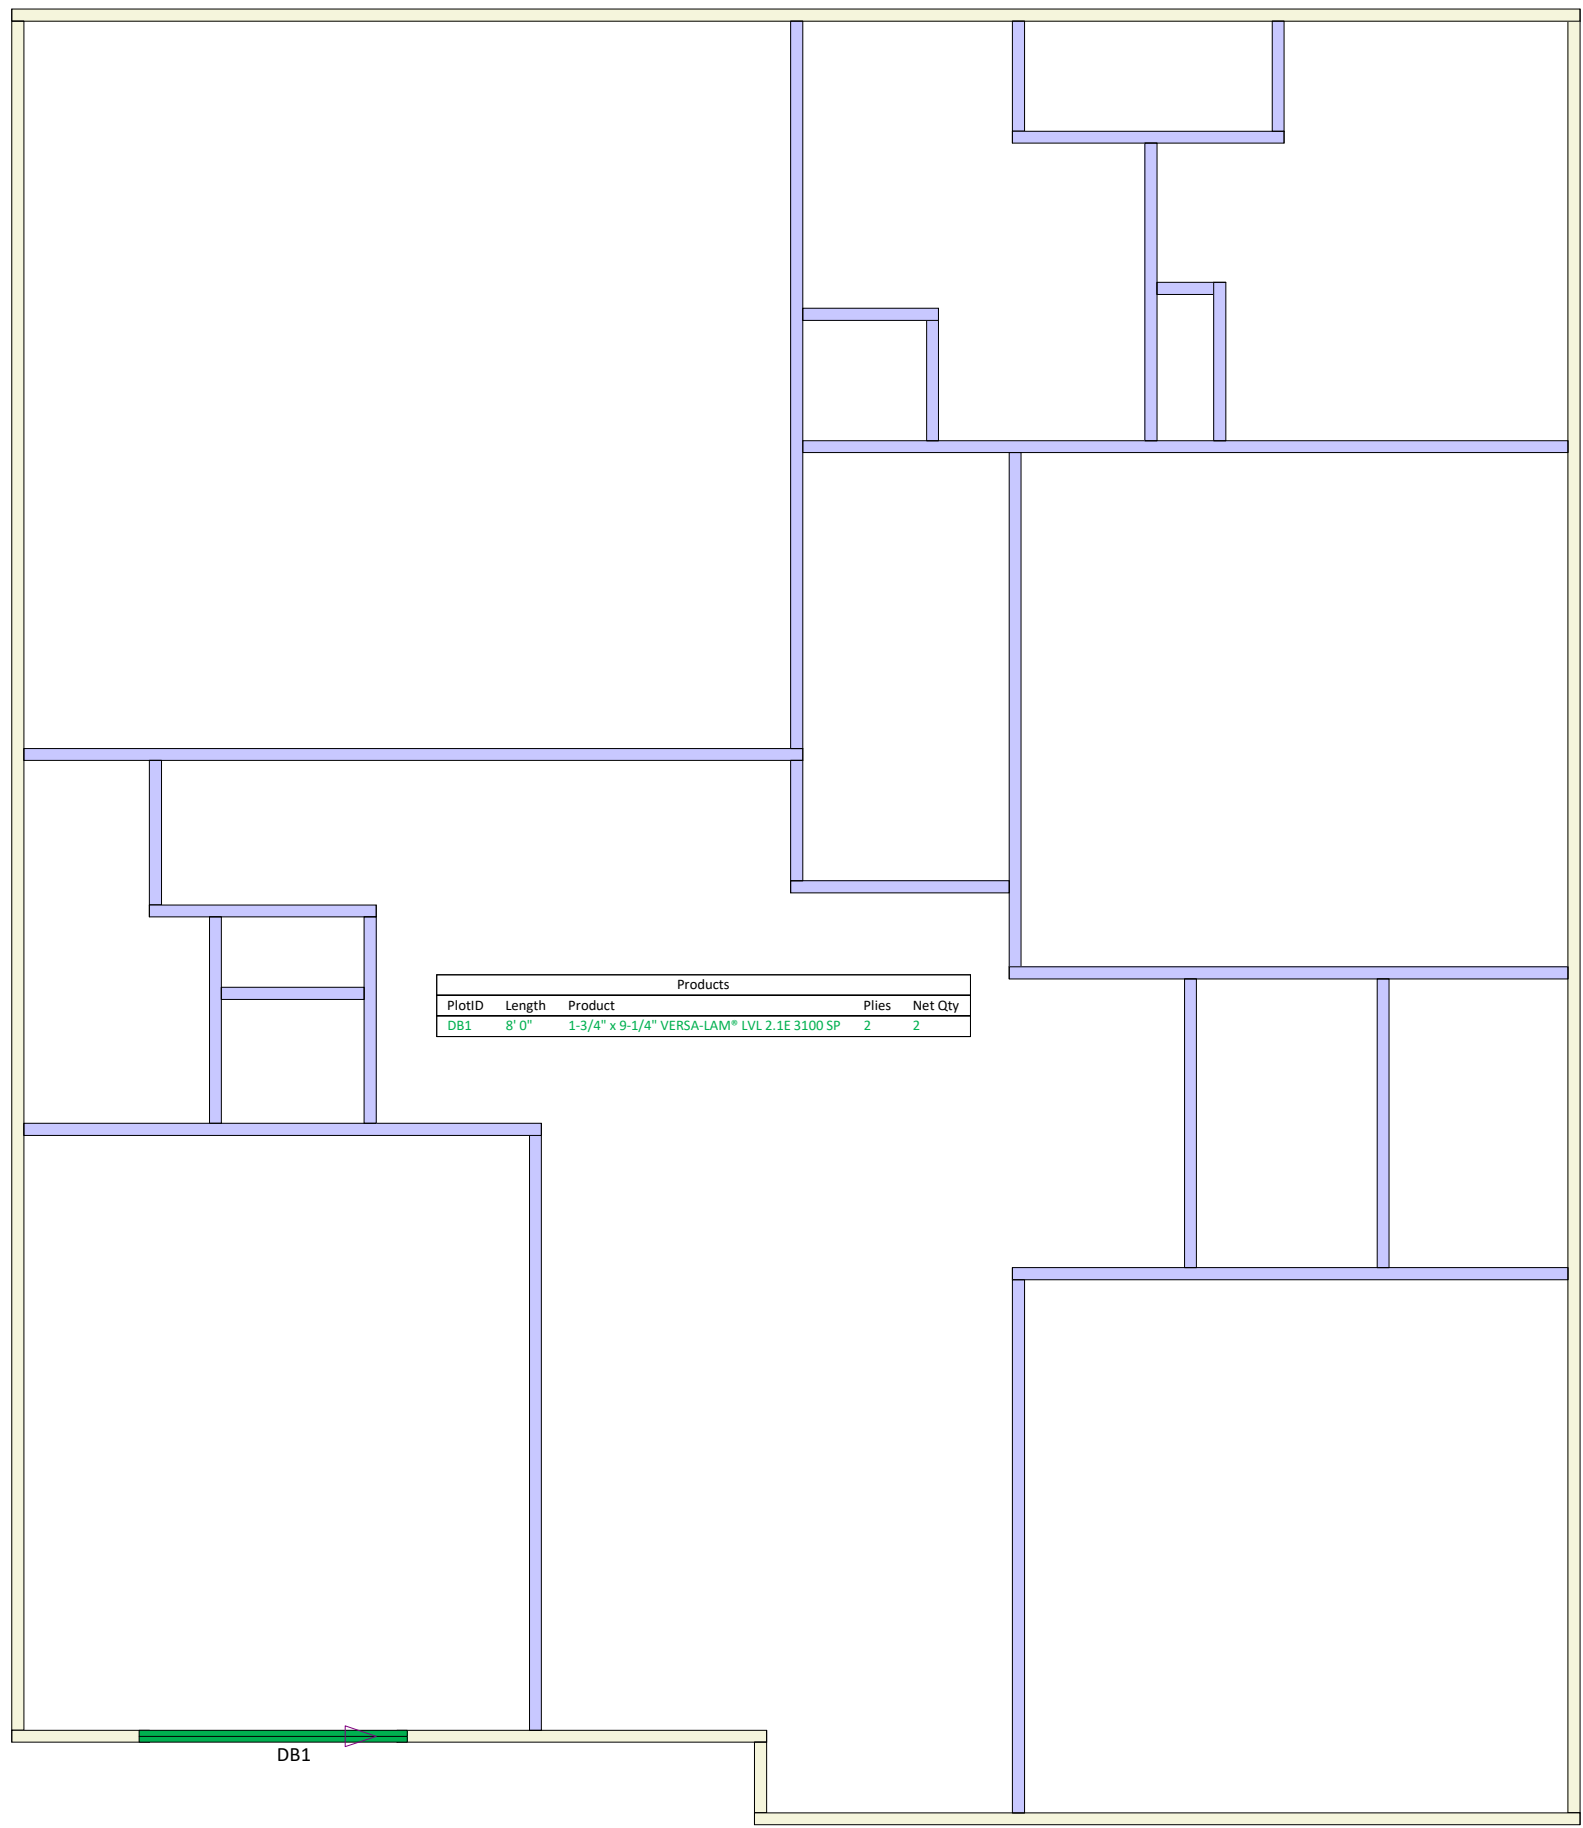 Products
PlotID Length Product Plies Net Qty
DB1 8' 0" 1-3/4" x 9-1/4" VERSA-LAM® LVL 2.1E 3100 SP 2 2
DB1